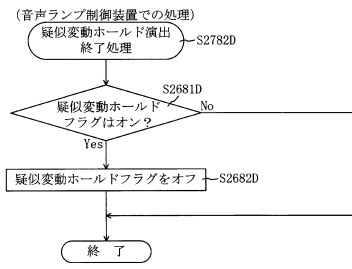 (音声ランプ制御装置での処理)
疑似変動ホールド演出
終了処理
S2782D
S2681D
疑似変動ホールド
フラグはオン?
No
Yes
疑似変動ホールドフラグをオフ
S2682D
終 了